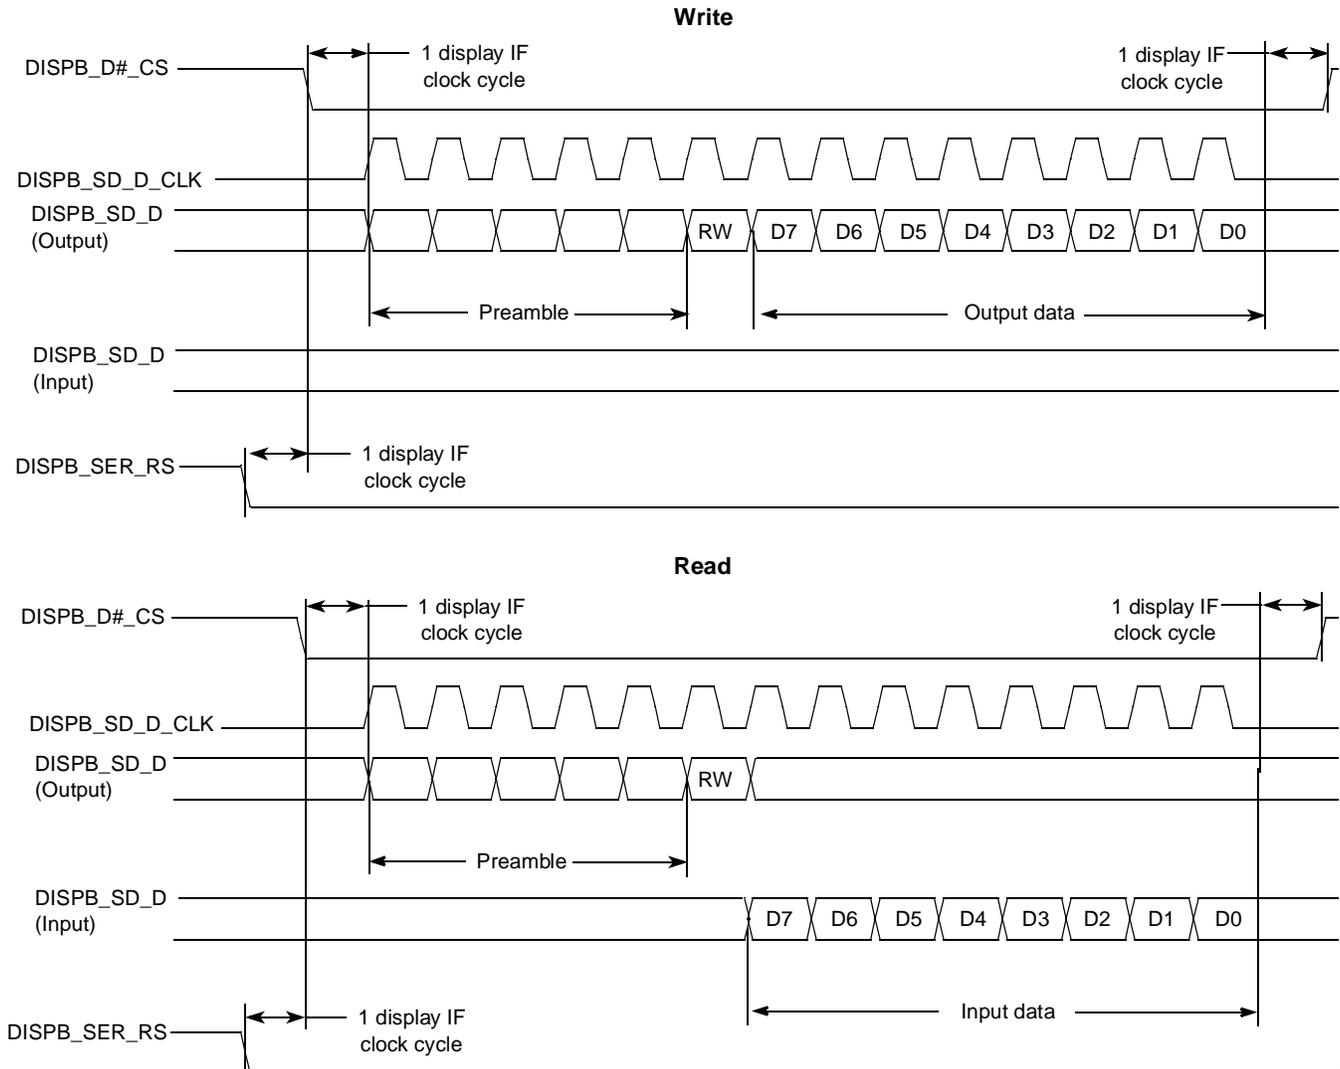 Write
DISPB_D#_CS
1 display IF
clock cycle
1 display IF
clock cycle
DISPB_SD_D_CLK
DISPB_SD_D
(Output)
RW D7 D6 D5 D4 D3 D2 D1 D0
Preamble
Output data
DISPB_SD_D
(Input)
DISPB_SER_RS
1 display IF
clock cycle
Read
DISPB_D#_CS
1 display IF
clock cycle
1 display IF
clock cycle
DISPB_SD_D_CLK
DISPB_SD_D
(Output)
RW
Preamble
DISPB_SD_D
(Input)
D7 D6 D5 D4 D3 D2 D1 D0
Input data
DISPB_SER_RS
1 display IF
clock cycle